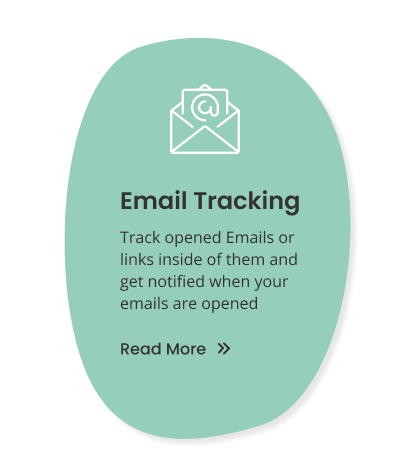 Email Tracking
Track opened Emails or
links inside of them and
get notified when your
emails are opened
Read More »